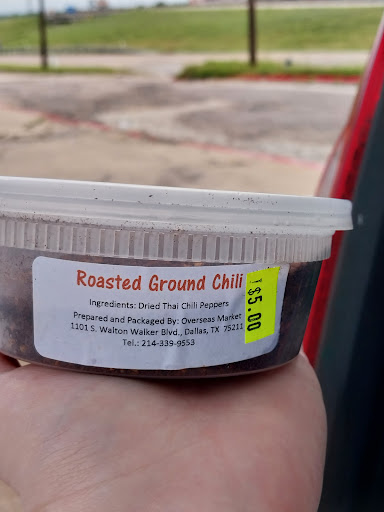 Roasted Ground Chili
Ingredients: Dried Thai Chili Peppers
Prepared and Packaged By: Overseas Market
1101 S. Walton Walker Blvd., Dallas, TX 75211
Tel.: 214-339-9553
$5.00